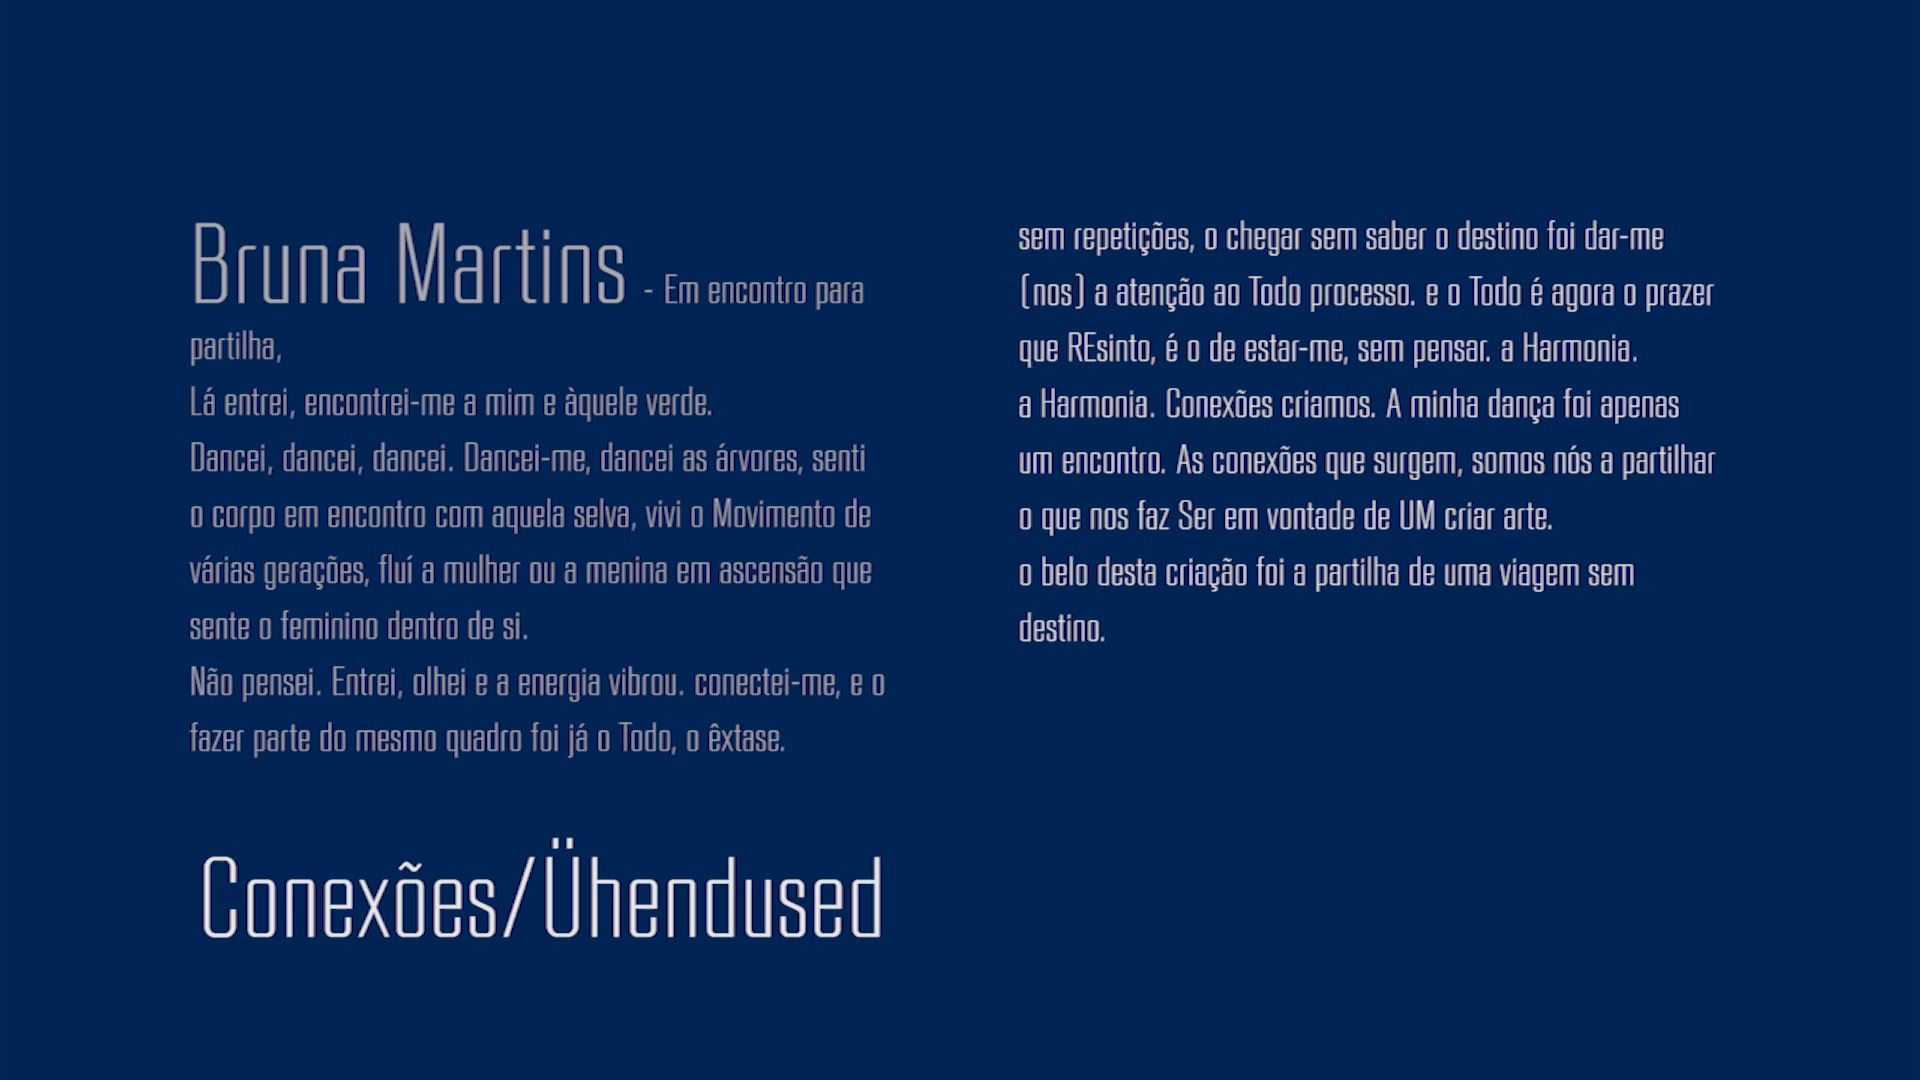 Bruna Martins - Em encontro para
partilha,
Lá entrei, encontrei-me a mim e àquele verde.
Dancei, dancei, dancei. Dancei-me, dancei as árvores, senti
o corpo em encontro com aquela selva, vivi o Movimento de
várias gerações, fluí a mulher ou a menina em ascensão que
sente o feminino dentro de si.
Não pensei. Entrei, olhei e a energia vibrou. conectei-me, e o
fazer parte do mesmo quadro foi já o Todo, o êxtase.
sem repetições, o chegar sem saber o destino foi dar-me
(nos) a atenção ao Todo processo. e o Todo é agora o prazer
que REsinto, é o de estar-me, sem pensar. a Harmonia.
a Harmonia. Conexões criamos. A minha dança foi apenas
um encontro. As conexões que surgem, somos nós a partilhar
o que nos faz Ser em vontade de UM criar arte.
o belo desta criação foi a partilha de uma viagem sem
destino.
Conexões/Ühendused